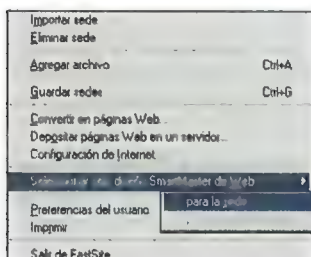 Importar sede
Eliminar sede
Agregar archivo Ctrl+A
Guardar sedes Ctrl+G
Convertir en páginas Web...
Depositar páginas Web en un servidor...
Configuración de Internet
SmartMaster de Web
para la sede
Preferencias del usuario
Imprimir
Salir de FastSite